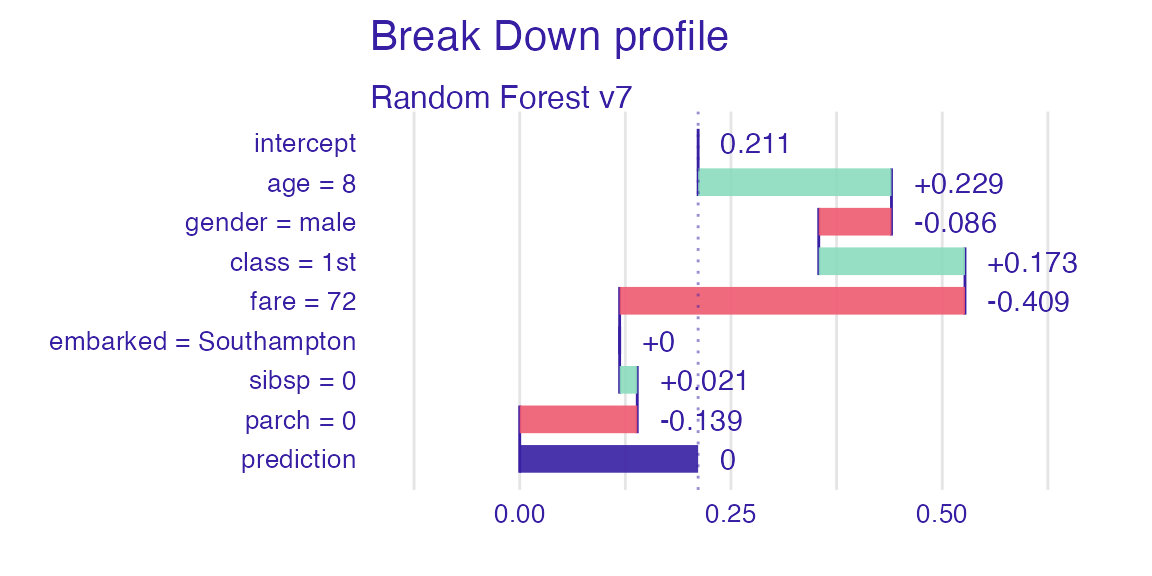 Break Down profile
Random Forest v7
intercept 0.211
age = 8 +0.229
gender = male -0.086
class = 1st +0.173
fare = 72 -0.409
embarked = Southampton +0
sibsp = 0 +0.021
parch = 0 -0.139
prediction 0
0.00 0.25 0.50